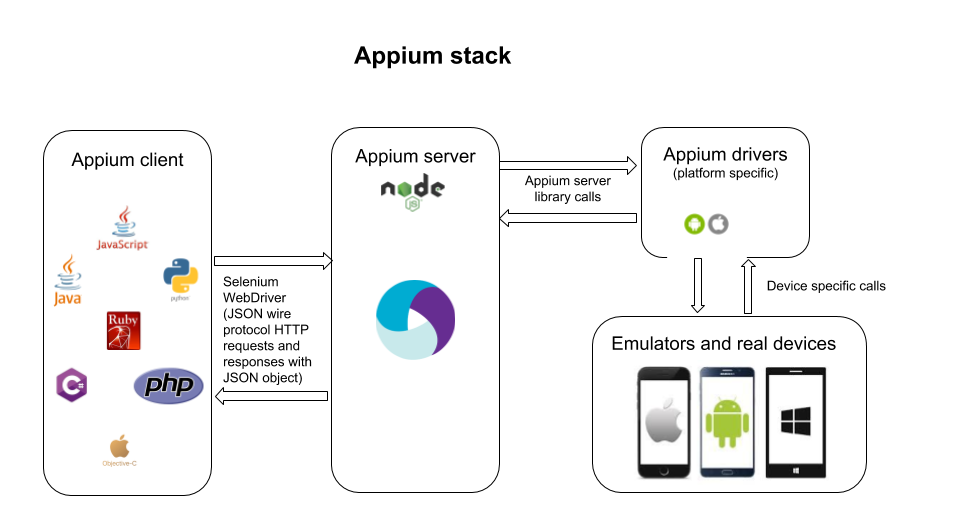 Appium stack
Appium client
JavaScript
Java
python
Ruby
C#
php
Objective-C
Selenium
WebDriver
(JSON wire
protocol HTTP
requests and
responses with
JSON object)
Appium server
node
JS
Appium server
library calls
Appium drivers
(platform specific)
Device specific calls
Emulators and real devices